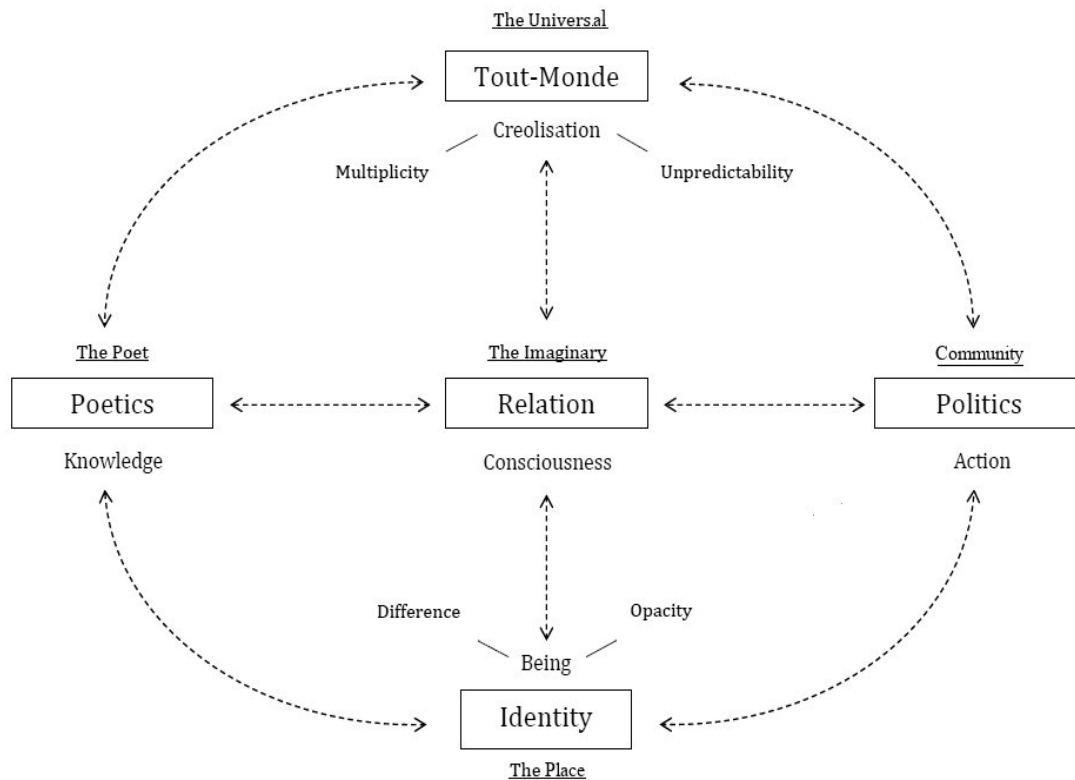 The Universal
Tout-Monde
Creolisation
Multiplicity
Unpredictability
The Poet
The Imaginary
Community
Poetics
Relation
Politics
Knowledge
Consciousness
Action
Difference
Opacity
Being
Identity
The Place